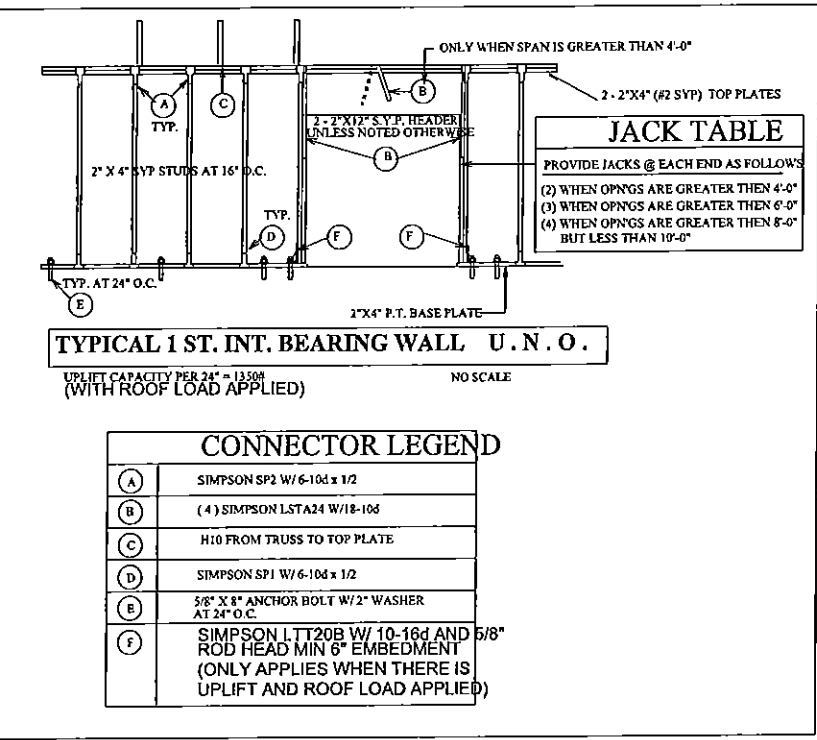 ONLY WHEN SPAN IS GREATER THAN 4'-0"
B
2 - 2"X4" (#2 SYP) TOP PLATES
A
TYP.
C
2 - 2"X12" S.Y.P. HEADER
UNLESS NOTED OTHERWISE
B
2" X 4" SYP STUDS AT 16" O.C.
JACK TABLE
PROVIDE JACKS @ EACH END AS FOLLOWS
(2) WHEN OPN'GS ARE GREATER THEN 4'-0"
(3) WHEN OPN'GS ARE GREATER THEN 6'-0"
(4) WHEN OPN'GS ARE GREATER THEN 8'-0"
BUT LESS THAN 10'-0"
TYP.
D
F
F
TYP. AT 24" O.C.
E
2"X4" P.T. BASE PLATE
TYPICAL 1 ST. INT. BEARING WALL U.N.O.
UPLIFT CAPACITY PER 24" = 1350#
(WITH ROOF LOAD APPLIED)
NO SCALE
CONNECTOR LEGEND
A SIMPSON SP2 W/ 6-10d x 1/2
B ( 4 ) SIMPSON LSTA24 W/18-10d
C H10 FROM TRUSS TO TOP PLATE
D SIMPSON SP1 W/ 6-10d x 1/2
E 5/8" X 8" ANCHOR BOLT W/ 2" WASHER
AT 24" O.C.
F SIMPSON LTT20B W/ 10-16d AND 5/8"
ROD HEAD MIN 6" EMBEDMENT
(ONLY APPLIES WHEN THERE IS
UPLIFT AND ROOF LOAD APPLIED)